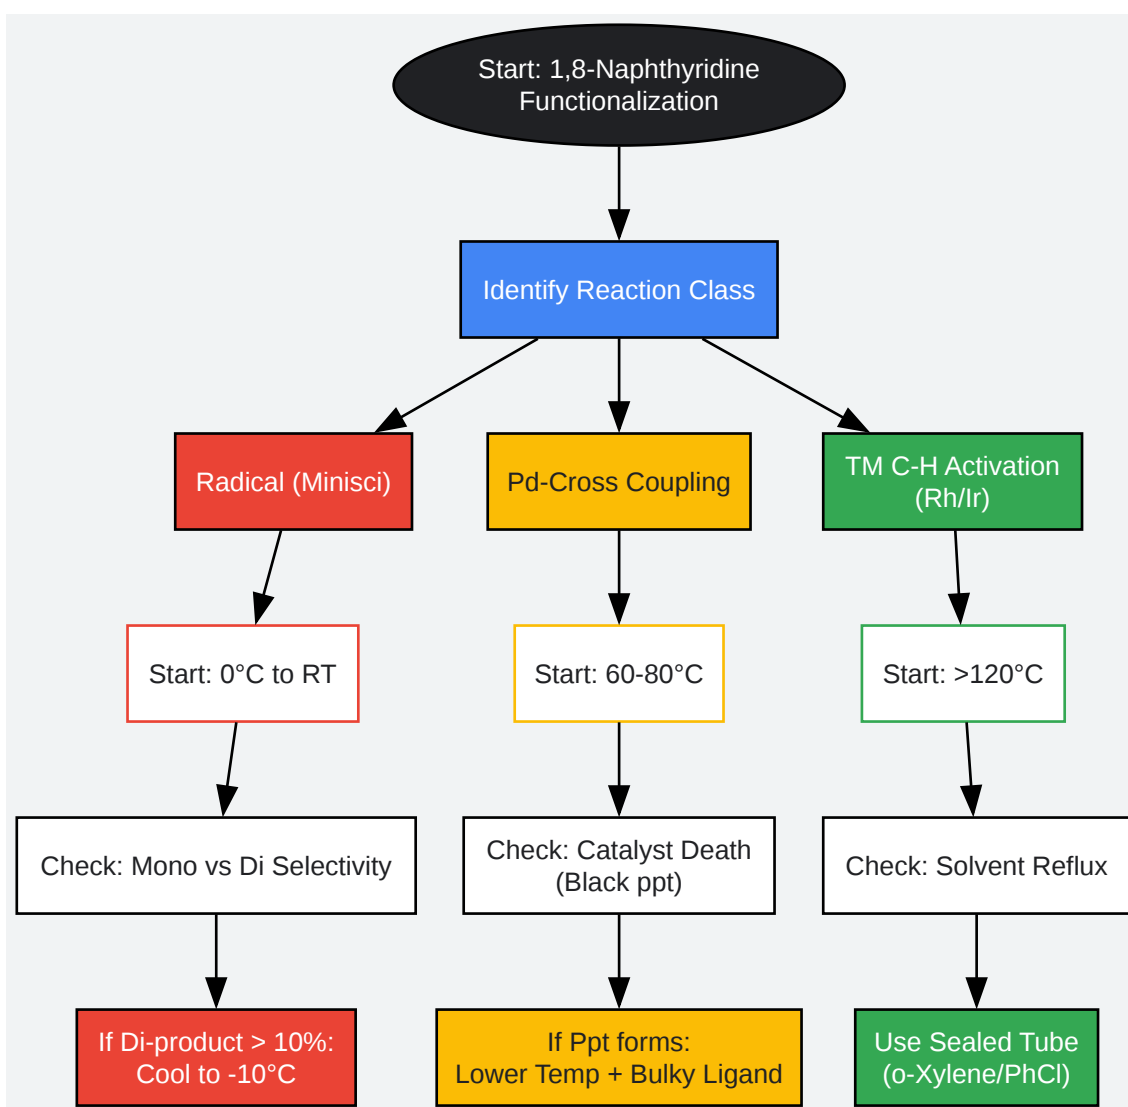 Start: 1,8-Naphthyridine
Functionalization
Identify Reaction Class
Radical (Minisci)
Pd-Cross Coupling
TM C-H Activation
(Rh/Ir)
Start: 0°C to RT
Start: 60-80°C
Start: >120°C
Check: Mono vs Di Selectivity
Check: Catalyst Death
(Black ppt)
Check: Solvent Reflux
If Di-product > 10%:
Cool to -10°C
If Ppt forms:
Lower Temp + Bulky Ligand
Use Sealed Tube
(o-Xylene/PhCl)